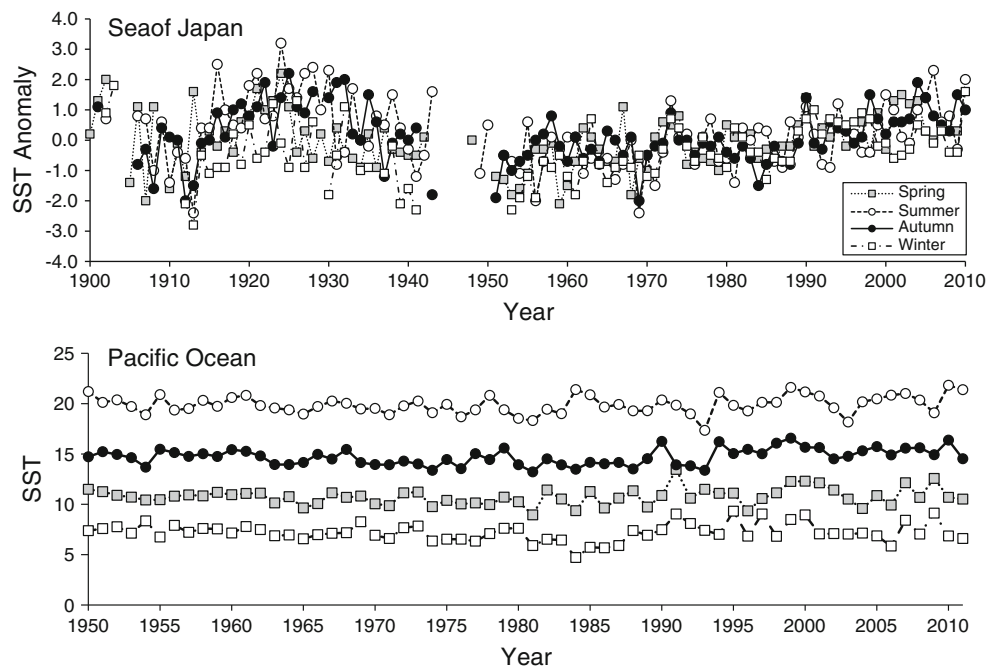 Seaof Japan
SST Anomaly
4.0
3.0
2.0
1.0
0.0
-1.0
-2.0
-3.0
-4.0
Spring
Summer
Autumn
Winter
1900 1910 1920 1930 1940 1950 1960 1970 1980 1990 2000 2010
Year
Pacific Ocean
SST
25
20
15
10
5
0
1950 1955 1960 1965 1970 1975 1980 1985 1990 1995 2000 2005 2010
Year